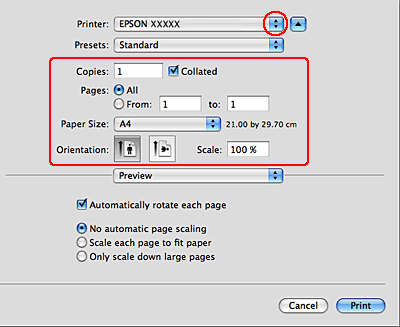 Printer: EPSON XXXXX
Presets: Standard
Copies: 1 Collated
Pages: All
From: 1 to: 1
Paper Size: A4 21.00 by 29.70 cm
Orientation: Scale: 100 %
Preview
Automatically rotate each page
No automatic page scaling
Scale each page to fit paper
Only scale down large pages
Cancel Print